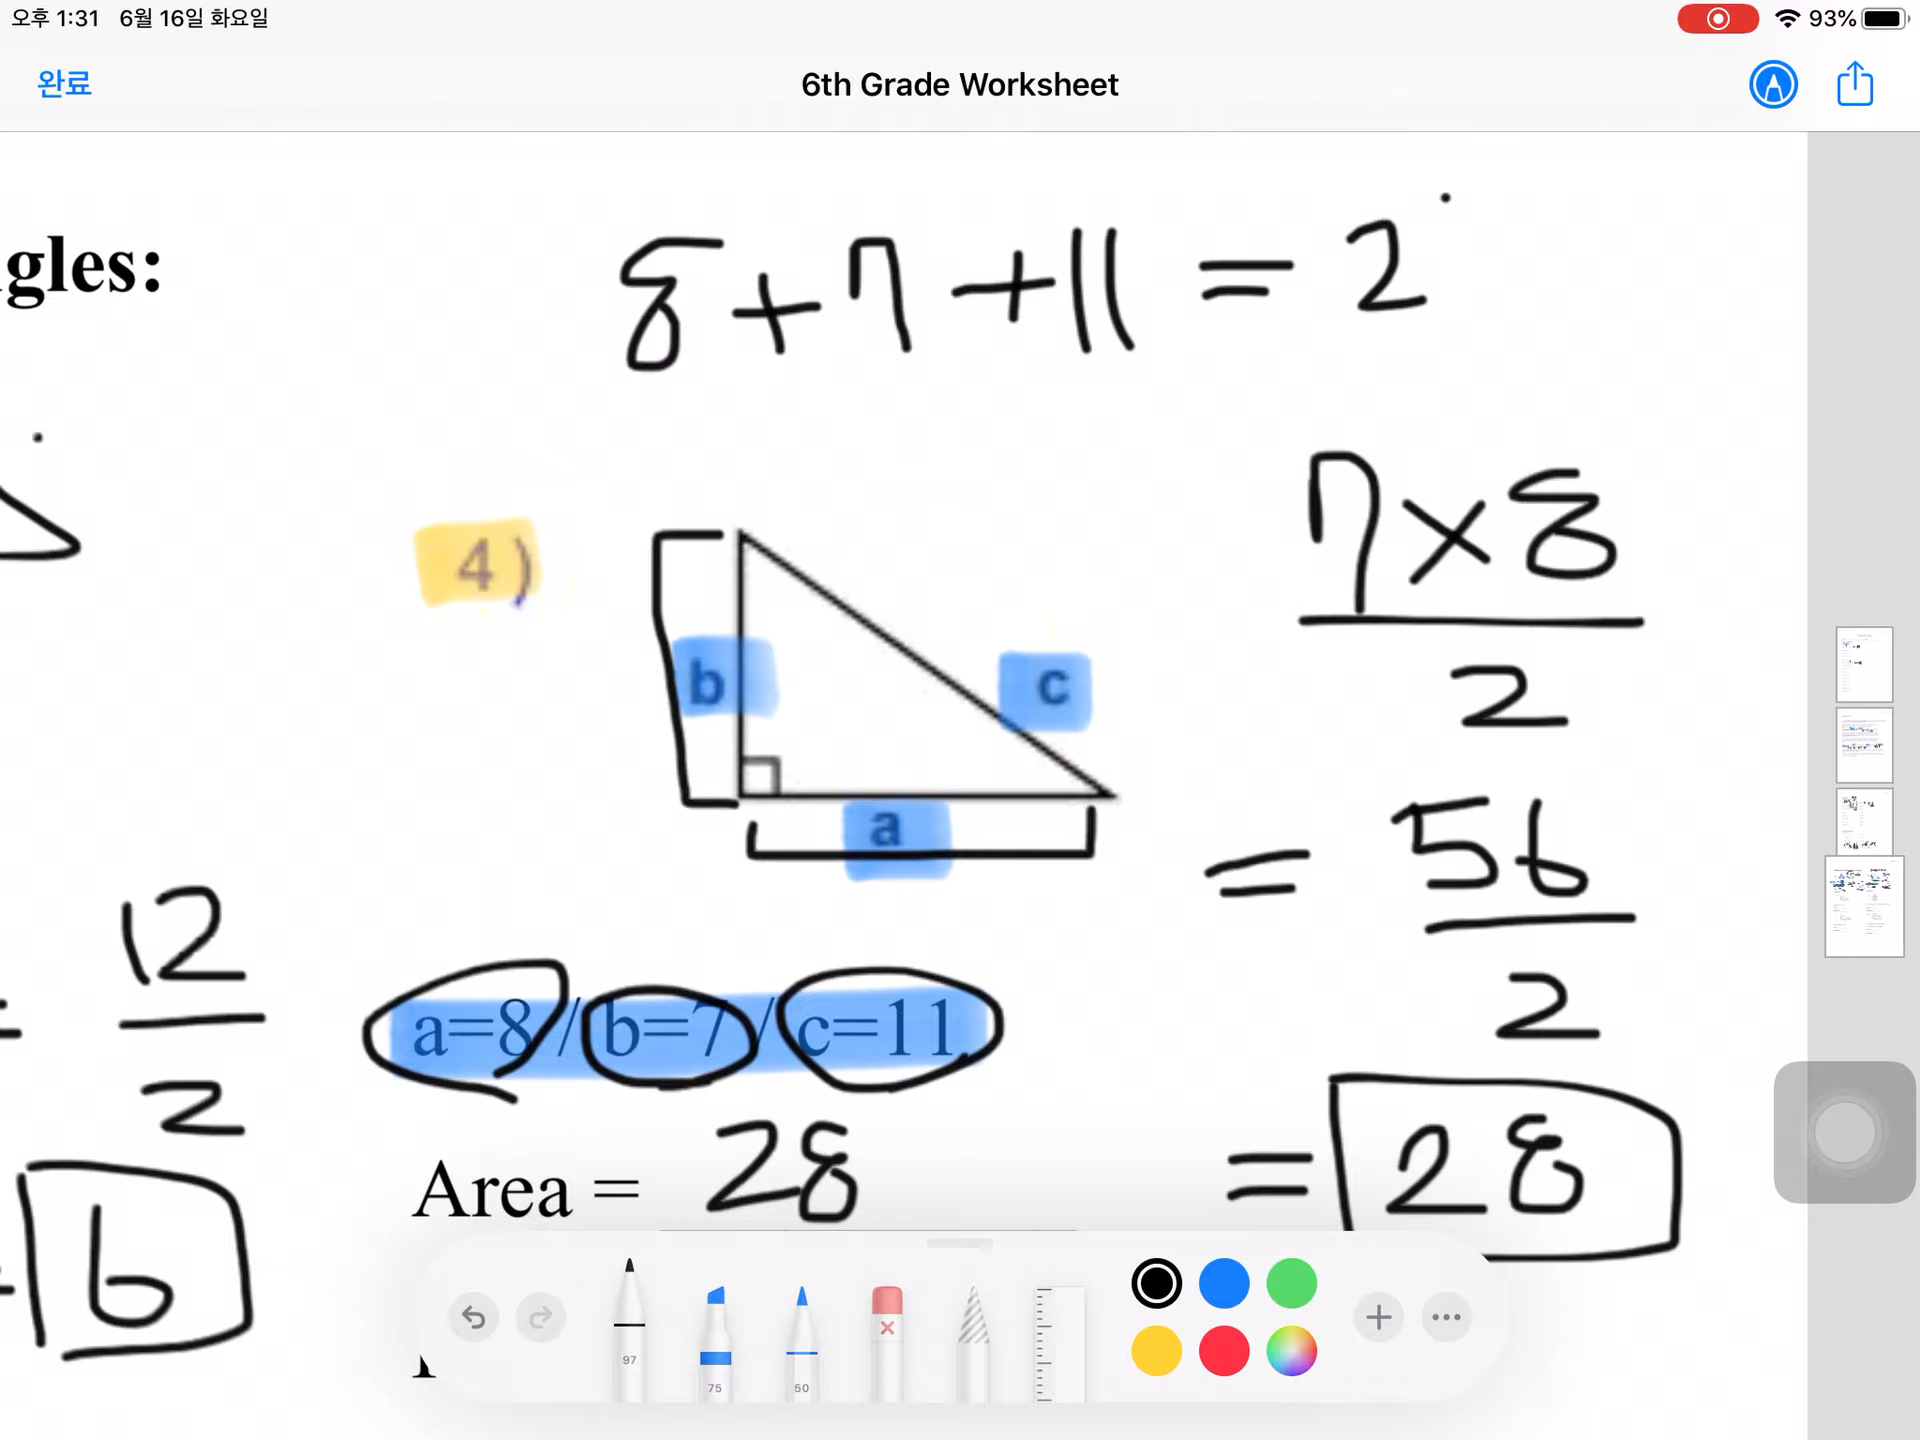 오후 1:31 6월 16일 화요일
93%
완료
6th Grade Worksheet
gles:
8+7+11=2
4)
b
c
a
7×8
2
= 56
2
= 28
12
2
6
a=8 / b=7 / c=11
Area = 28
97
75
50